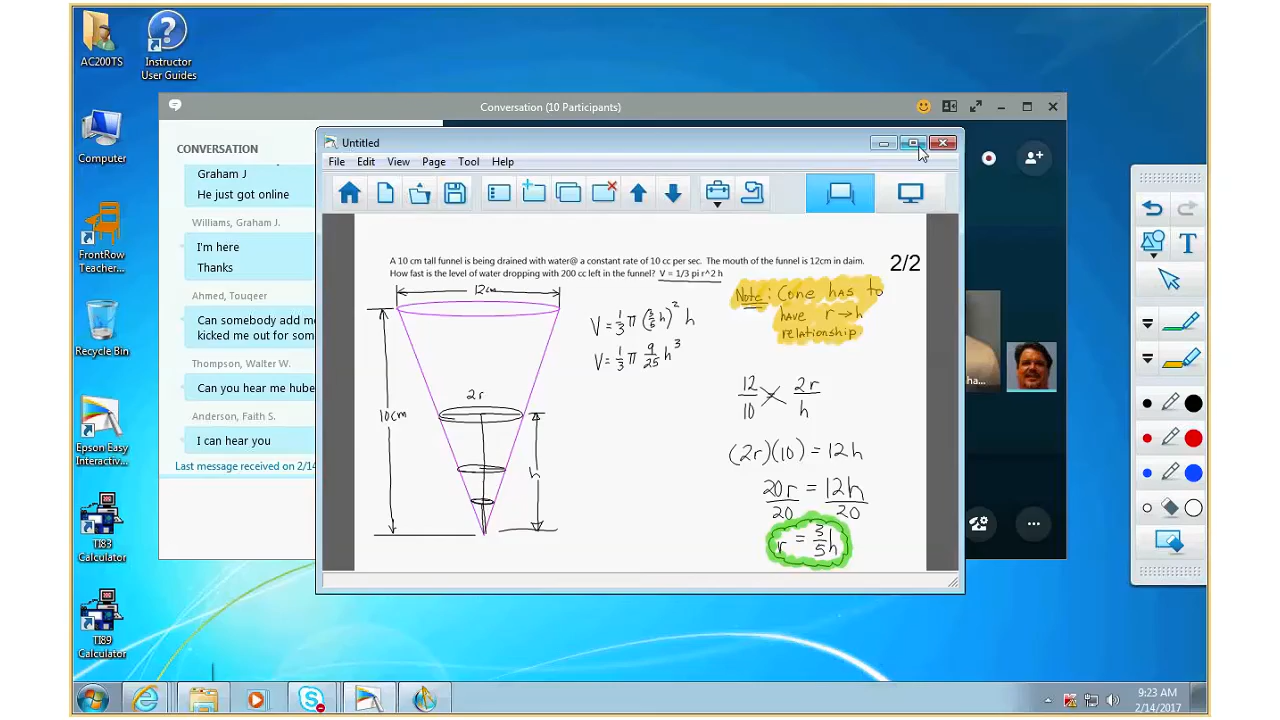 AC200TS
Instructor
User Guides
Computer
FrontRow
Teacher...
Recycle Bin
Epson Easy
Interactiv...
TI83
Calculator
TI89
Calculator
Conversation (10 Participants)
CONVERSATION
Graham J
He just got online
Williams, Graham J.
I'm here
Thanks
Ahmed, Touqeer
Can somebody add me
kicked me out for som
Thompson, Walter W.
Can you hear me hube
Anderson, Faith S.
I can hear you
Last message received on 2/14
Untitled
File Edit View Page Tool Help
A 10 cm tall funnel is being drained with water@ a constant rate of 10 cc per sec. The mouth of the funnel is 12cm in daim.
How fast is the level of water dropping with 200 cc left in the funnel? V = 1/3 pi r^2 h
2/2
12cm
10cm
2r
h
V = 1/3 π (3/5 h)² h
V = 1/3 π 9/25 h³
Note: Cone has to
have r → h
relationship
12/10 2r/h
(2r)(10) = 12h
20r/20 = 12h/20
r = 3/5 h
ha...
T
9:23 AM
2/14/2017